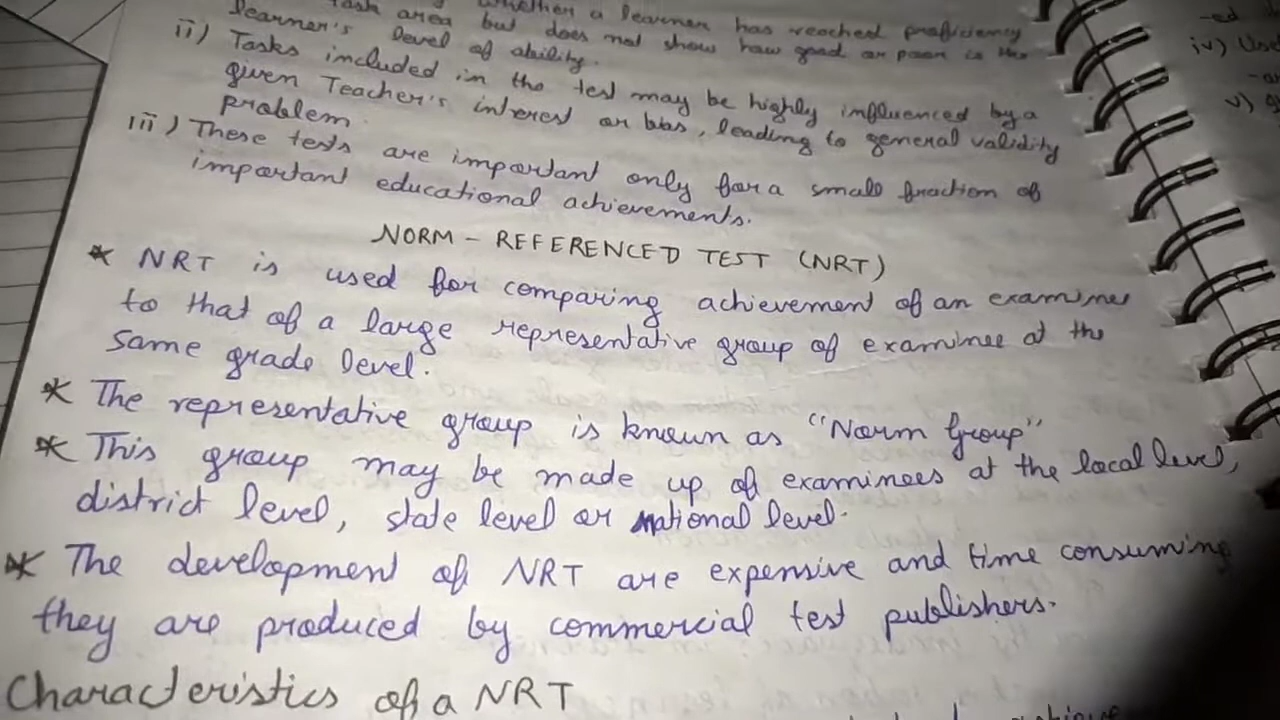 whether a learner has reached proficiency
task area but does not show how good or poor is the
learner's level of ability.
ii) Tasks included in the test may be highly influenced by a
given Teacher's interest or bias, leading to general validity
problem.
iii) These tests are important only for a small fraction of
important educational achievements.
NORM - REFERENCED TEST (NRT)
* NRT is used for comparing achievement of an examinee
to that of a large representative group of examinee at the
same grade level.
* The representative group is known as "Norm Group"
* This group may be made up of examinees at the local level,
district level, state level or national level.
* The development of NRT are expensive and time consuming
they are produced by commercial test publishers.
Characteristics of a NRT
-ed
iv) Use
v)